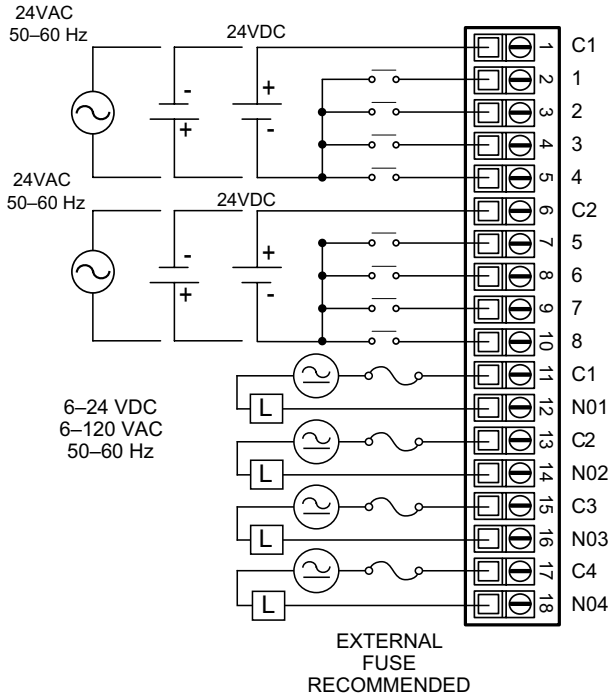 24VAC
50–60 Hz
24VDC
- +
+ -
24VAC
50–60 Hz
24VDC
- +
+ -
6–24 VDC
6–120 VAC
50–60 Hz
L
L
L
L
1 C1
2 1
3 2
4 3
5 4
6 C2
7 5
8 6
9 7
10 8
11 C1
12 N01
13 C2
14 N02
15 C3
16 N03
17 C4
18 N04
EXTERNAL
FUSE
RECOMMENDED